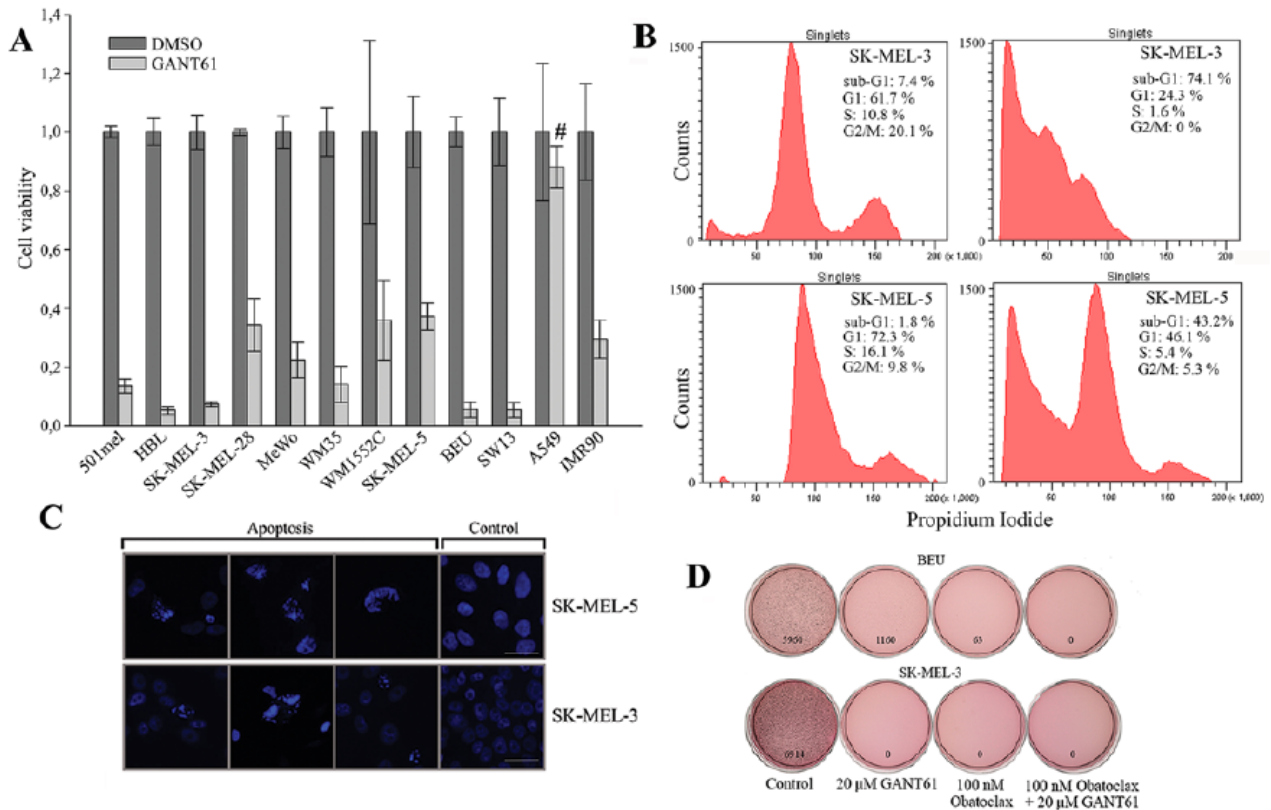 A
1,4
1,2
1,0
0,8
0,6
0,4
0,2
0,0
Cell viability
DMSO
GANT61
#
501mel
HBL
SK-MEL-3
SK-MEL-28
MeWo
WM35
WM1552C
SK-MEL-5
BEU
SW13
A549
IMR90
B
Singlets
1500
SK-MEL-3
sub-G1: 7.4 %
G1: 61.7 %
S: 10.8 %
G2/M: 20.1 %
Counts
0
50 100 150 200 (x 1,000)
Singlets
1500
SK-MEL-3
sub-G1: 74.1 %
G1: 24.3 %
S: 1.6 %
G2/M: 0 %
0
50 100 150 200 (x 1,000)
Singlets
1500
SK-MEL-5
sub-G1: 1.8 %
G1: 72.3 %
S: 16.1 %
G2/M: 9.8 %
Counts
0
50 100 150 200 (x 1,000)
Singlets
1500
SK-MEL-5
sub-G1: 43.2%
G1: 46.1 %
S: 5.4 %
G2/M: 5.3 %
0
50 100 150 200 (x 1,000)
Propidium Iodide
C
Apoptosis Control
SK-MEL-5
SK-MEL-3
D
BEU
1160 63 0
SK-MEL-3
0 0 0
Control 20 µM GANT61 100 nM 100 nM Obatoclax
Obatoclax + 20 µM GANT61